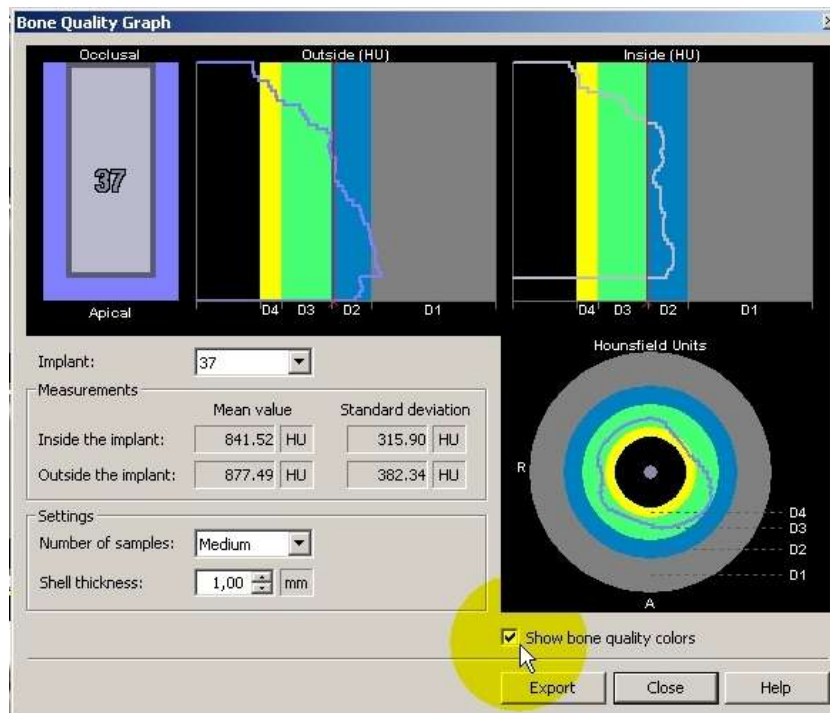 Bone Quality Graph
Occlusal
Outside (HU)
Inside (HU)
37
Apical
D4 D3 D2 D1
D4 D3 D2 D1
Implant: 37
Measurements
Mean value Standard deviation
Inside the implant: 841.52 HU 315.90 HU
Outside the implant: 877.49 HU 382.34 HU
Settings
Number of samples: Medium
Shell thickness: 1,00 mm
Hounsfield Units
R
D4
D3
D2
D1
A
Show bone quality colors
Export Close Help